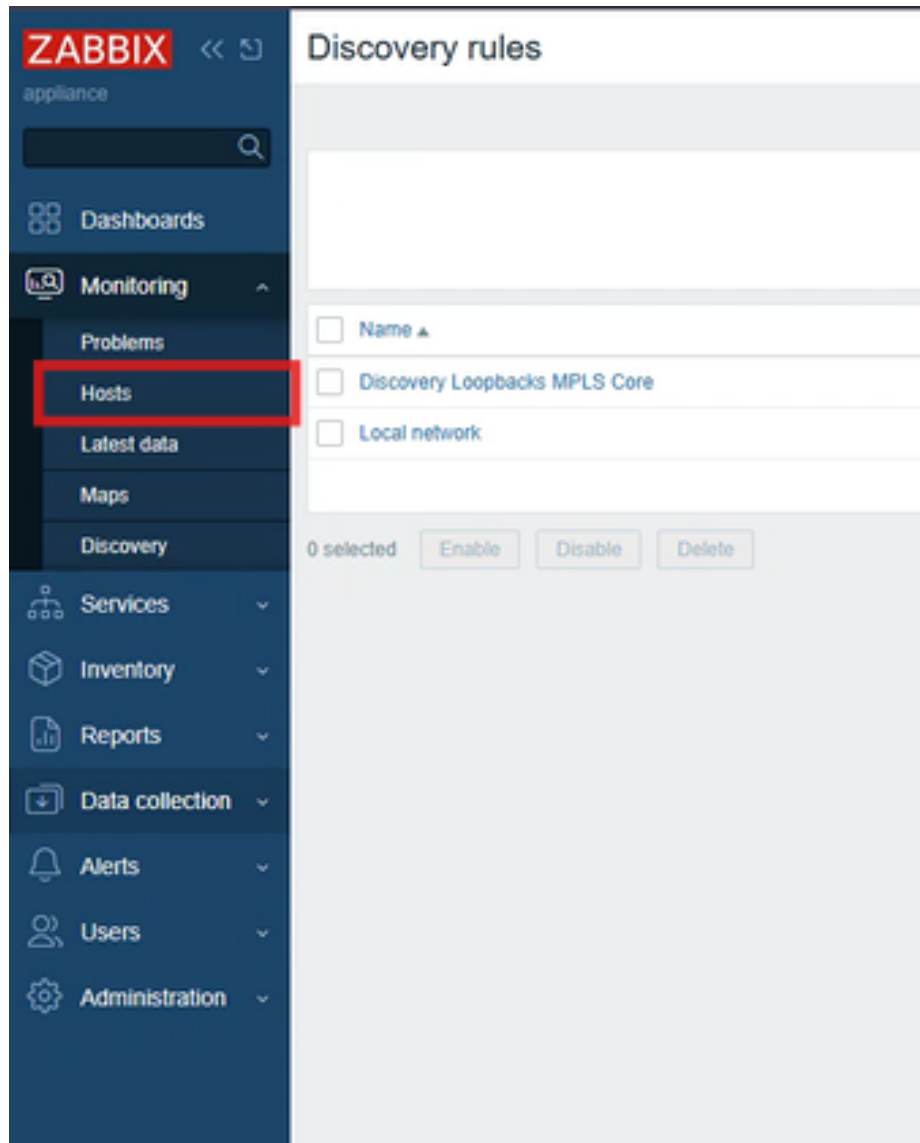 ZABBIX
appliance
Dashboards
Monitoring
Problems
Hosts
Latest data
Maps
Discovery
Services
Inventory
Reports
Data collection
Alerts
Users
Administration
Discovery rules
Name
Discovery Loopbacks MPLS Core
Local network
0 selected Enable Disable Delete